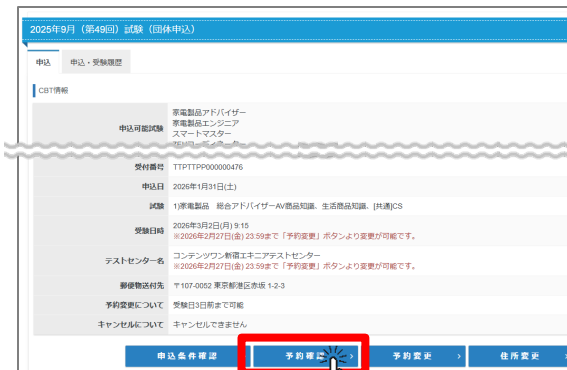 2025年9月（第49回）試験（団体申込）
申込 申込・受験履歴
CBT情報
申込可能試験
家電製品アドバイザー
家電製品エンジニア
スマートマスター
受付番号 TTPTTPP000000476
申込日 2026年1月31日(土)
試験 1)家電製品 総合アドバイザーAV商品知識、生活商品知識、[共通]CS
受験日時 2026年3月2日(月) 9:15
※2026年2月27日(金) 23:59まで「予約変更」ボタンより変更が可能です。
テストセンター名 コンテンツワン新宿エキニアテストセンター
※2026年2月27日(金) 23:59まで「予約変更」ボタンより変更が可能です。
郵便物送付先 〒107-0052 東京都港区赤坂 1-2-3
予約変更について 受験日3日前まで可能
キャンセルについて キャンセルできません
申込条件確認 予約確認 予約変更 住所変更